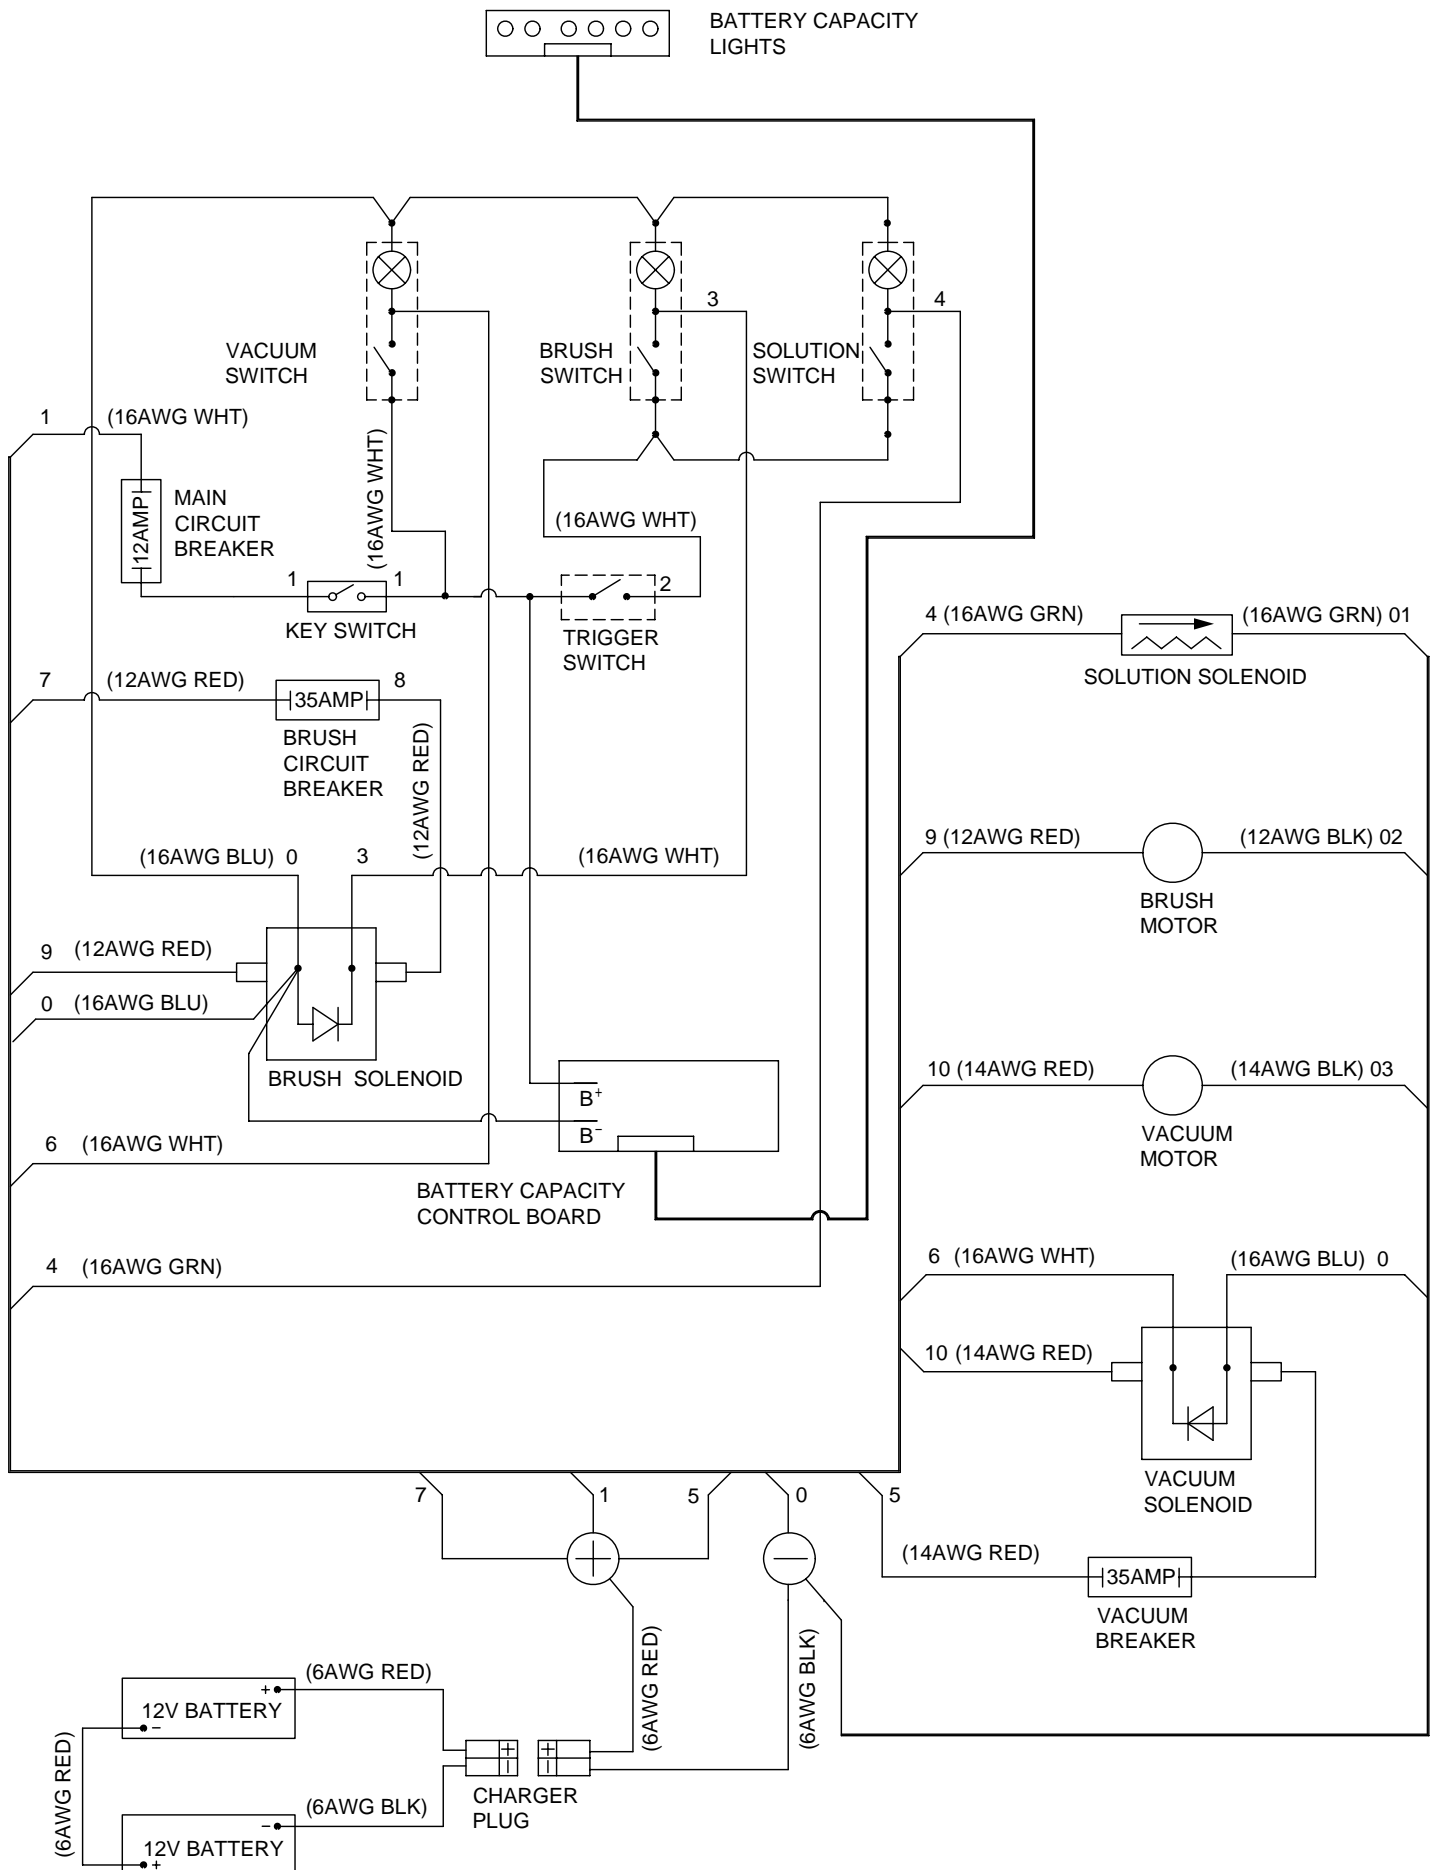 BATTERY CAPACITY
LIGHTS
3
4
VACUUM
SWITCH
BRUSH
SWITCH
SOLUTION
SWITCH
1
(16AWG WHT)
(16AWG WHT)
MAIN
CIRCUIT
BREAKER
12AMP
(16AWG WHT)
1
1
2
KEY SWITCH
TRIGGER
SWITCH
4 (16AWG GRN)
(16AWG GRN) 01
SOLUTION SOLENOID
7
(12AWG RED)
35AMP
8
BRUSH
CIRCUIT
BREAKER
(12AWG RED)
9 (12AWG RED)
(12AWG BLK) 02
BRUSH
MOTOR
(16AWG BLU) 0
3
(16AWG WHT)
9 (12AWG RED)
0 (16AWG BLU)
BRUSH SOLENOID
B+
B−
10 (14AWG RED)
(14AWG BLK) 03
VACUUM
MOTOR
6 (16AWG WHT)
BATTERY CAPACITY
CONTROL BOARD
4 (16AWG GRN)
6 (16AWG WHT)
(16AWG BLU) 0
10 (14AWG RED)
VACUUM
SOLENOID
7
1
5
0
5
+
−
(14AWG RED)
35AMP
VACUUM
BREAKER
(6AWG RED)
(6AWG BLK)
(6AWG RED)
+
12V BATTERY
−
(6AWG RED)
+
−
+
−
CHARGER
PLUG
(6AWG BLK)
−
12V BATTERY
+